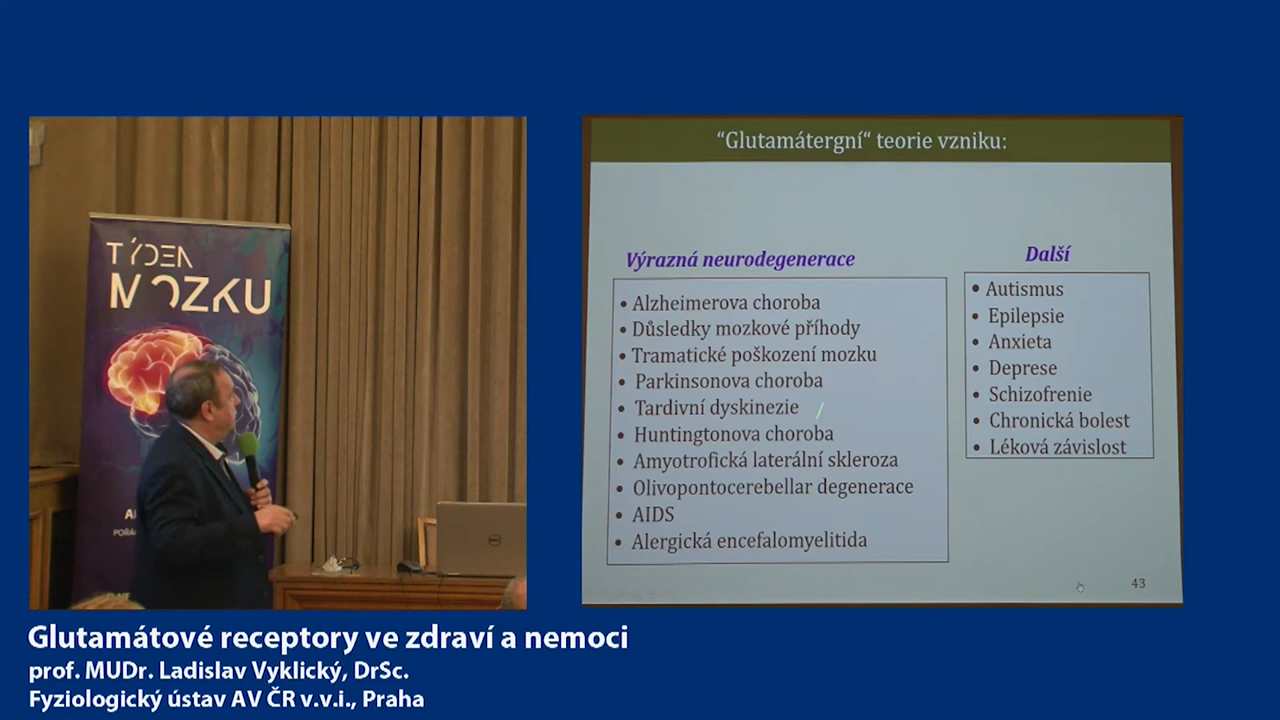 TÝDEN
MOZKU
“Glutamátergní“ teorie vzniku:
Výrazná neurodegenerace
• Alzheimerova choroba
• Důsledky mozkové příhody
• Tramatické poškození mozku
• Parkinsonova choroba
• Tardivní dyskinezie
• Huntingtonova choroba
• Amyotrofická laterální skleroza
• Olivopontocerebellar degenerace
• AIDS
• Alergická encefalomyelitida
Další
• Autismus
• Epilepsie
• Anxieta
• Deprese
• Schizofrenie
• Chronická bolest
• Léková závislost
43
DELL
Glutamátové receptory ve zdraví a nemoci
prof. MUDr. Ladislav Vyklický, DrSc.
Fyziologický ústav AV ČR v.v.i., Praha